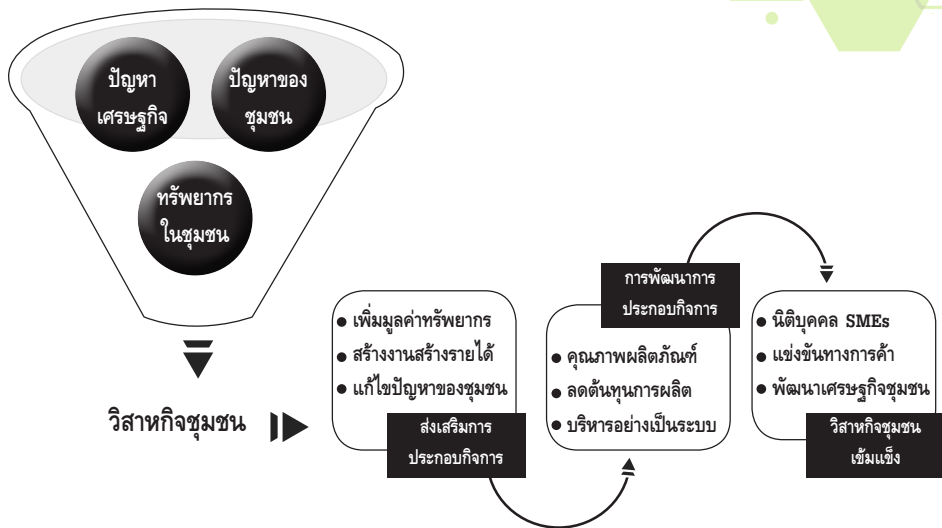 ปัญหา
เศรษฐกิจ
ปัญหาของ
ชุมชน
ทรัพยากร
ในชุมชน
วิสาหกิจชุมชน
● เพิ่มมูลค่าทรัพยากร
● สร้างงานสร้างรายได้
● แก้ไขปัญหาของชุมชน
ส่งเสริมการ
ประกอบกิจการ
การพัฒนาการ
ประกอบกิจการ
● คุณภาพผลิตภัณฑ์
● ลดต้นทุนการผลิต
● บริหารอย่างเป็นระบบ
● นิติบุคคล SMEs
● แข่งขันทางการค้า
● พัฒนาเศรษฐกิจชุมชน
วิสาหกิจชุมชน
เข้มแข็ง